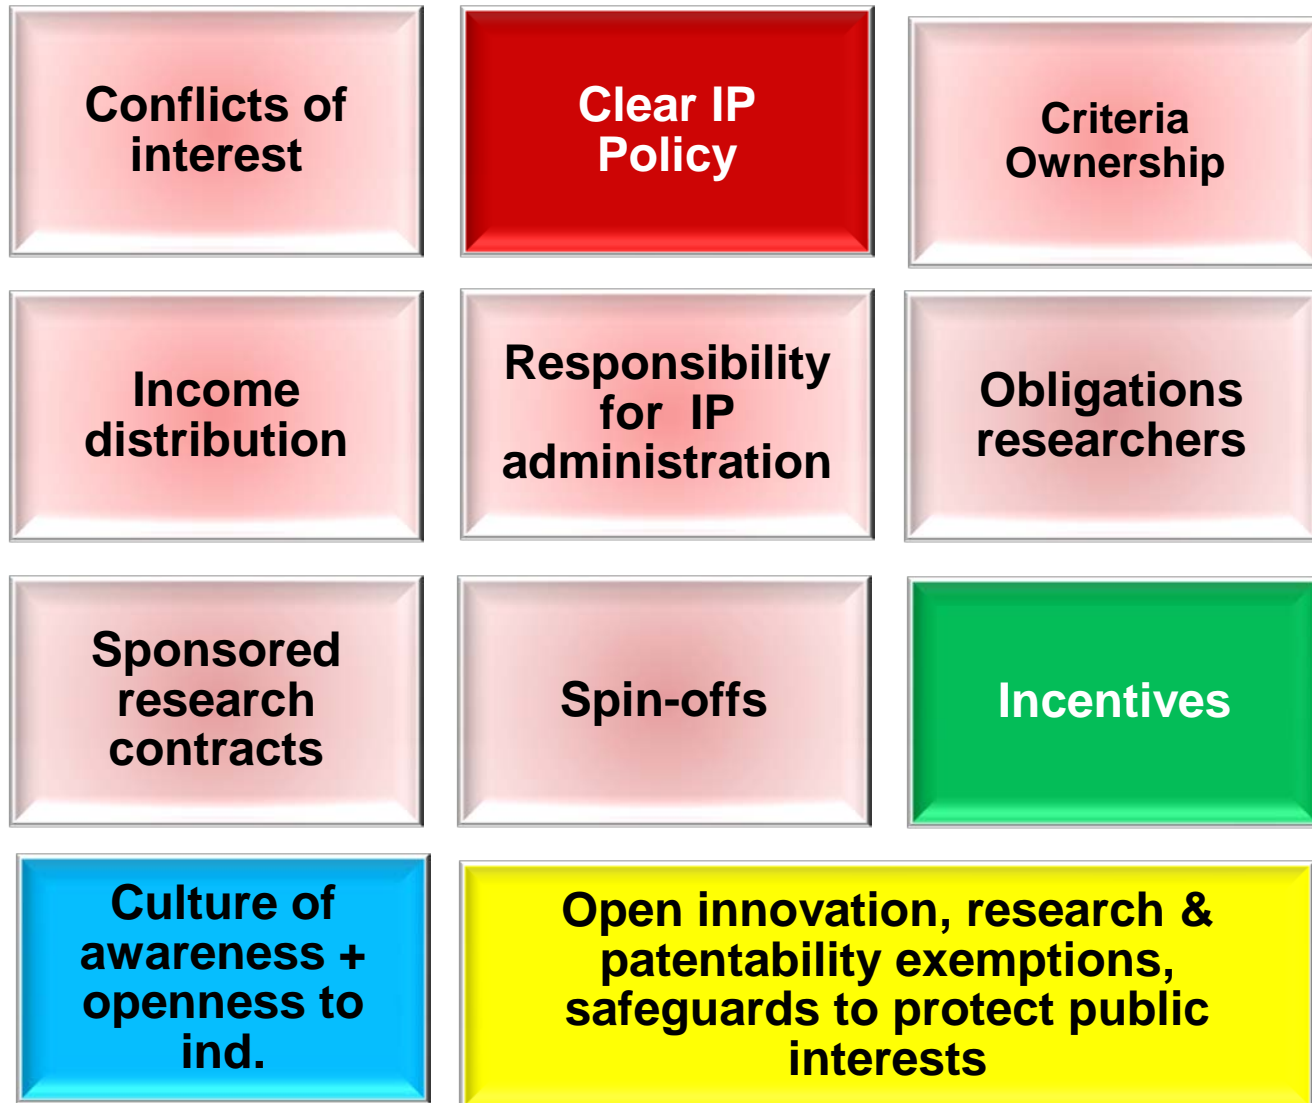 Conflicts of
interest
Clear IP
Policy
Criteria
Ownership
Income
distribution
Responsibility
for IP
administration
Obligations
researchers
Sponsored
research
contracts
Spin-offs
Incentives
Culture of
awareness +
openness to
ind.
Open innovation, research &
patentability exemptions,
safeguards to protect public
interests